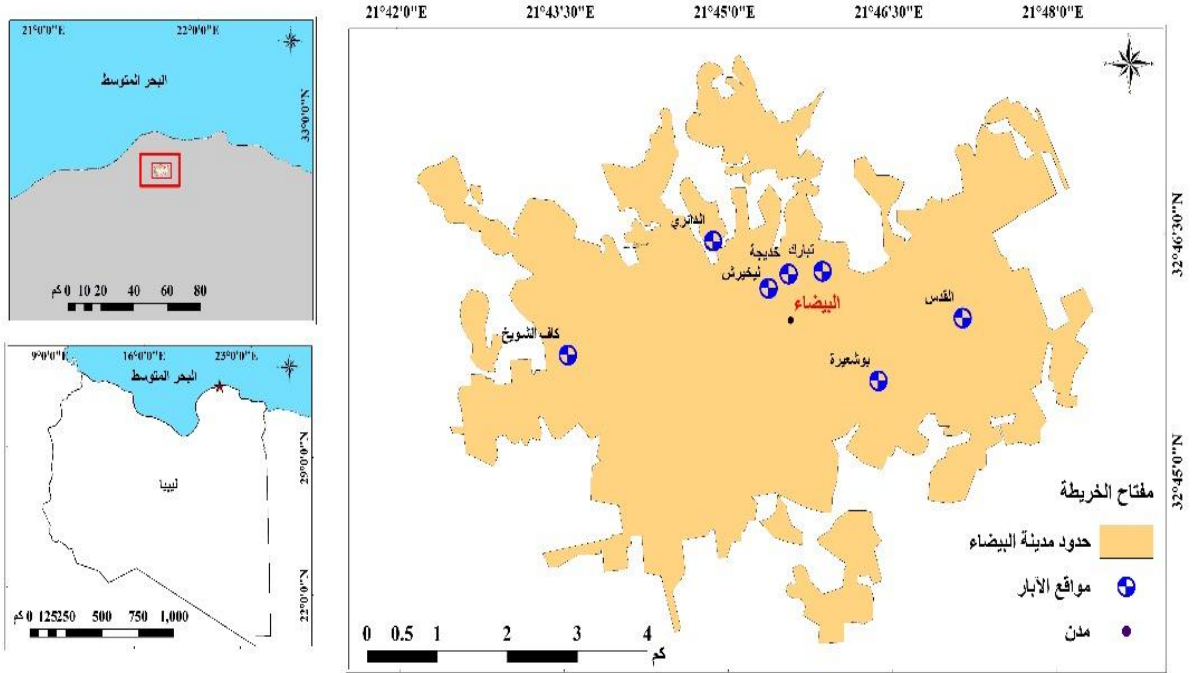 21°0'0"E 22°0'0"E
البحر المتوسط
33°0'0"N
كم 0 10 20 40 60 80
9°0'0"E 16°0'0"E 23°0'0"E
البحر المتوسط
29°0'0"N
ليبيا
22°0'0"N
كم 0 125250 500 750 1,000
21°42'0"E 21°43'30"E 21°45'0"E 21°46'30"E 21°48'0"E
32°46'30"N
32°45'0"N
الدائري
تبارك
خديجة
ليخيرش
البيضاء
القدس
كاف الشويخ
بوشعيرة
مفتاح الخريطة
حدود مدينة البيضاء
مواقع الآبار
مدن
0 0.5 1 2 3 4
كم